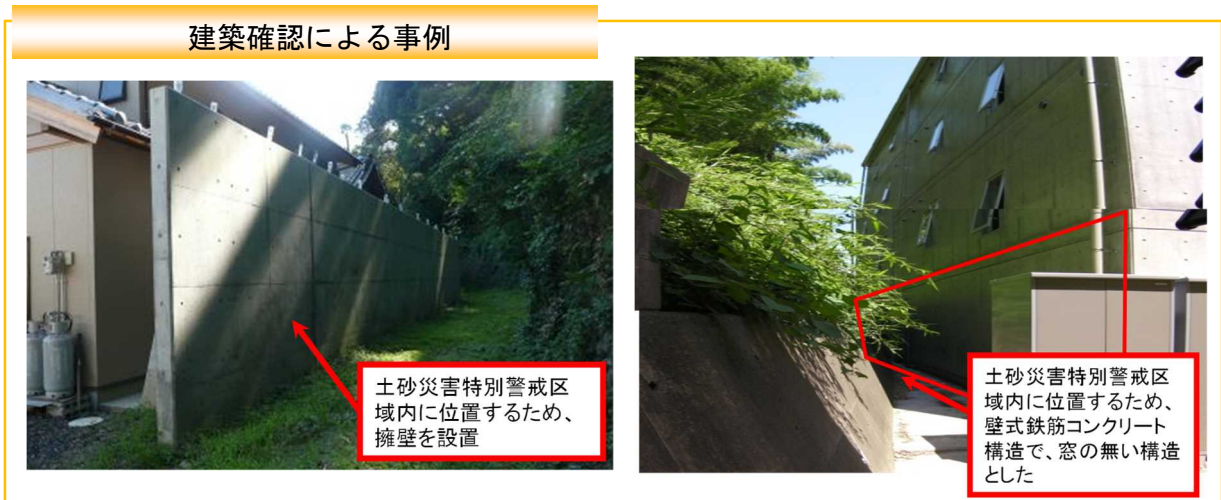 建築確認による事例
土砂災害特別警戒区
域内に位置するため、
擁壁を設置
土砂災害特別警戒区
域内に位置するため、
壁式鉄筋コンクリート
構造で、窓の無い構造
とした